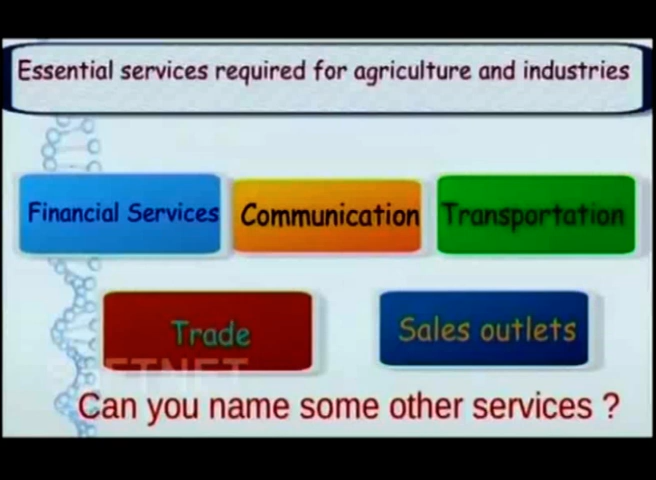 Essential services required for agriculture and industries
Financial Services
Communication
Transportation
Trade
Sales outlets
Can you name some other services ?